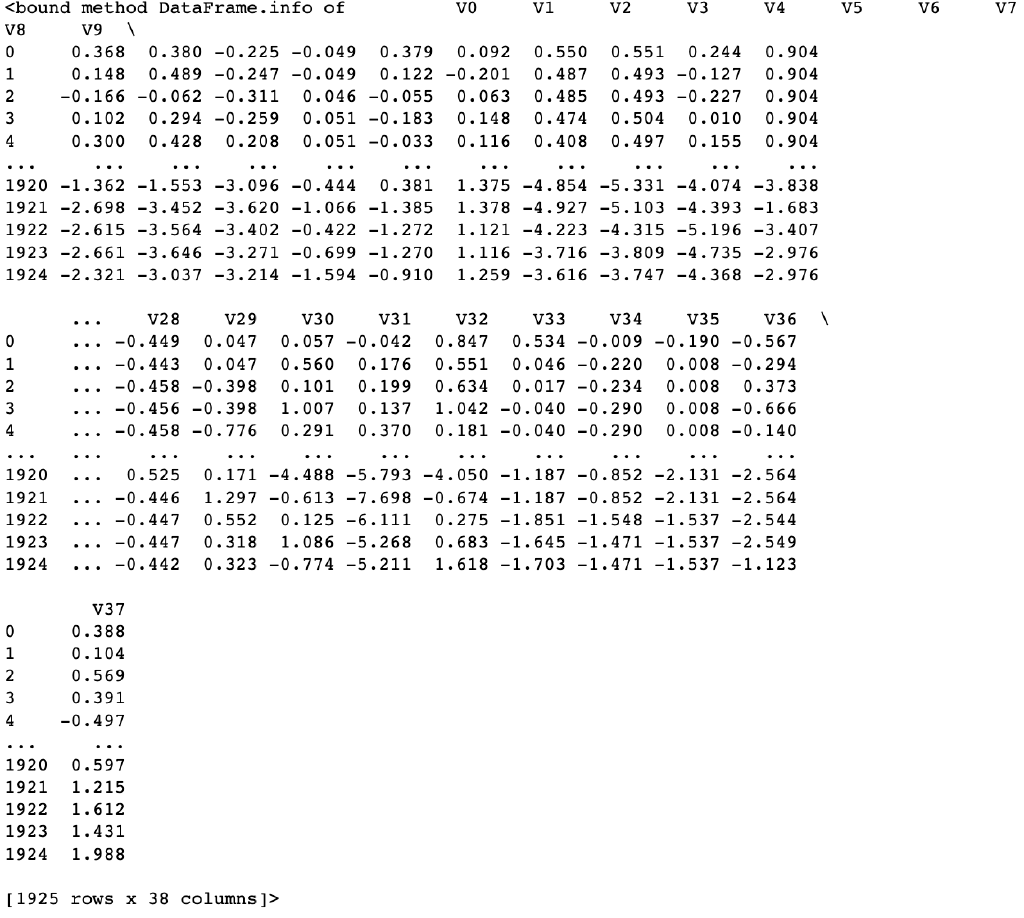 <bound method DataFrame.info of           V0     V1     V2     V3     V4     V5     V6     V7
V8     V9  \
0     0.368  0.380 -0.225 -0.049  0.379  0.092  0.550  0.551  0.244  0.904
1     0.148  0.489 -0.247 -0.049  0.122 -0.201  0.487  0.493 -0.127  0.904
2    -0.166 -0.062 -0.311  0.046 -0.055  0.063  0.485  0.493 -0.227  0.904
3     0.102  0.294 -0.259  0.051 -0.183  0.148  0.474  0.504  0.010  0.904
4     0.300  0.428  0.208  0.051 -0.033  0.116  0.408  0.497  0.155  0.904
...     ...    ...    ...    ...    ...    ...    ...    ...    ...    ...
1920 -1.362 -1.553 -3.096 -0.444  0.381  1.375 -4.854 -5.331 -4.074 -3.838
1921 -2.698 -3.452 -3.620 -1.066 -1.385  1.378 -4.927 -5.103 -4.393 -1.683
1922 -2.615 -3.564 -3.402 -0.422 -1.272  1.121 -4.223 -4.315 -5.196 -3.407
1923 -2.661 -3.646 -3.271 -0.699 -1.270  1.116 -3.716 -3.809 -4.735 -2.976
1924 -2.321 -3.037 -3.214 -1.594 -0.910  1.259 -3.616 -3.747 -4.368 -2.976
      ...    V28    V29    V30    V31    V32    V33    V34    V35    V36  \
0     ... -0.449  0.047  0.057 -0.042  0.847  0.534 -0.009 -0.190 -0.567
1     ... -0.443  0.047  0.560  0.176  0.551  0.046 -0.220  0.008 -0.294
2     ... -0.458 -0.398  0.101  0.199  0.634  0.017 -0.234  0.008  0.373
3     ... -0.456 -0.398  1.007  0.137  1.042 -0.040 -0.290  0.008 -0.666
4     ... -0.458 -0.776  0.291  0.370  0.181 -0.040 -0.290  0.008 -0.140
...   ...    ...    ...    ...    ...    ...    ...    ...    ...    ...
1920  ...  0.525  0.171 -4.488 -5.793 -4.050 -1.187 -0.852 -2.131 -2.564
1921  ... -0.446  1.297 -0.613 -7.698 -0.674 -1.187 -0.852 -2.131 -2.564
1922  ... -0.447  0.552  0.125 -6.111  0.275 -1.851 -1.548 -1.537 -2.544
1923  ... -0.447  0.318  1.086 -5.268  0.683 -1.645 -1.471 -1.537 -2.549
1924  ... -0.442  0.323 -0.774 -5.211  1.618 -1.703 -1.471 -1.537 -1.123
        V37
0     0.388
1     0.104
2     0.569
3     0.391
4    -0.497
...     ...
1920  0.597
1921  1.215
1922  1.612
1923  1.431
1924  1.988
[1925 rows x 38 columns]>